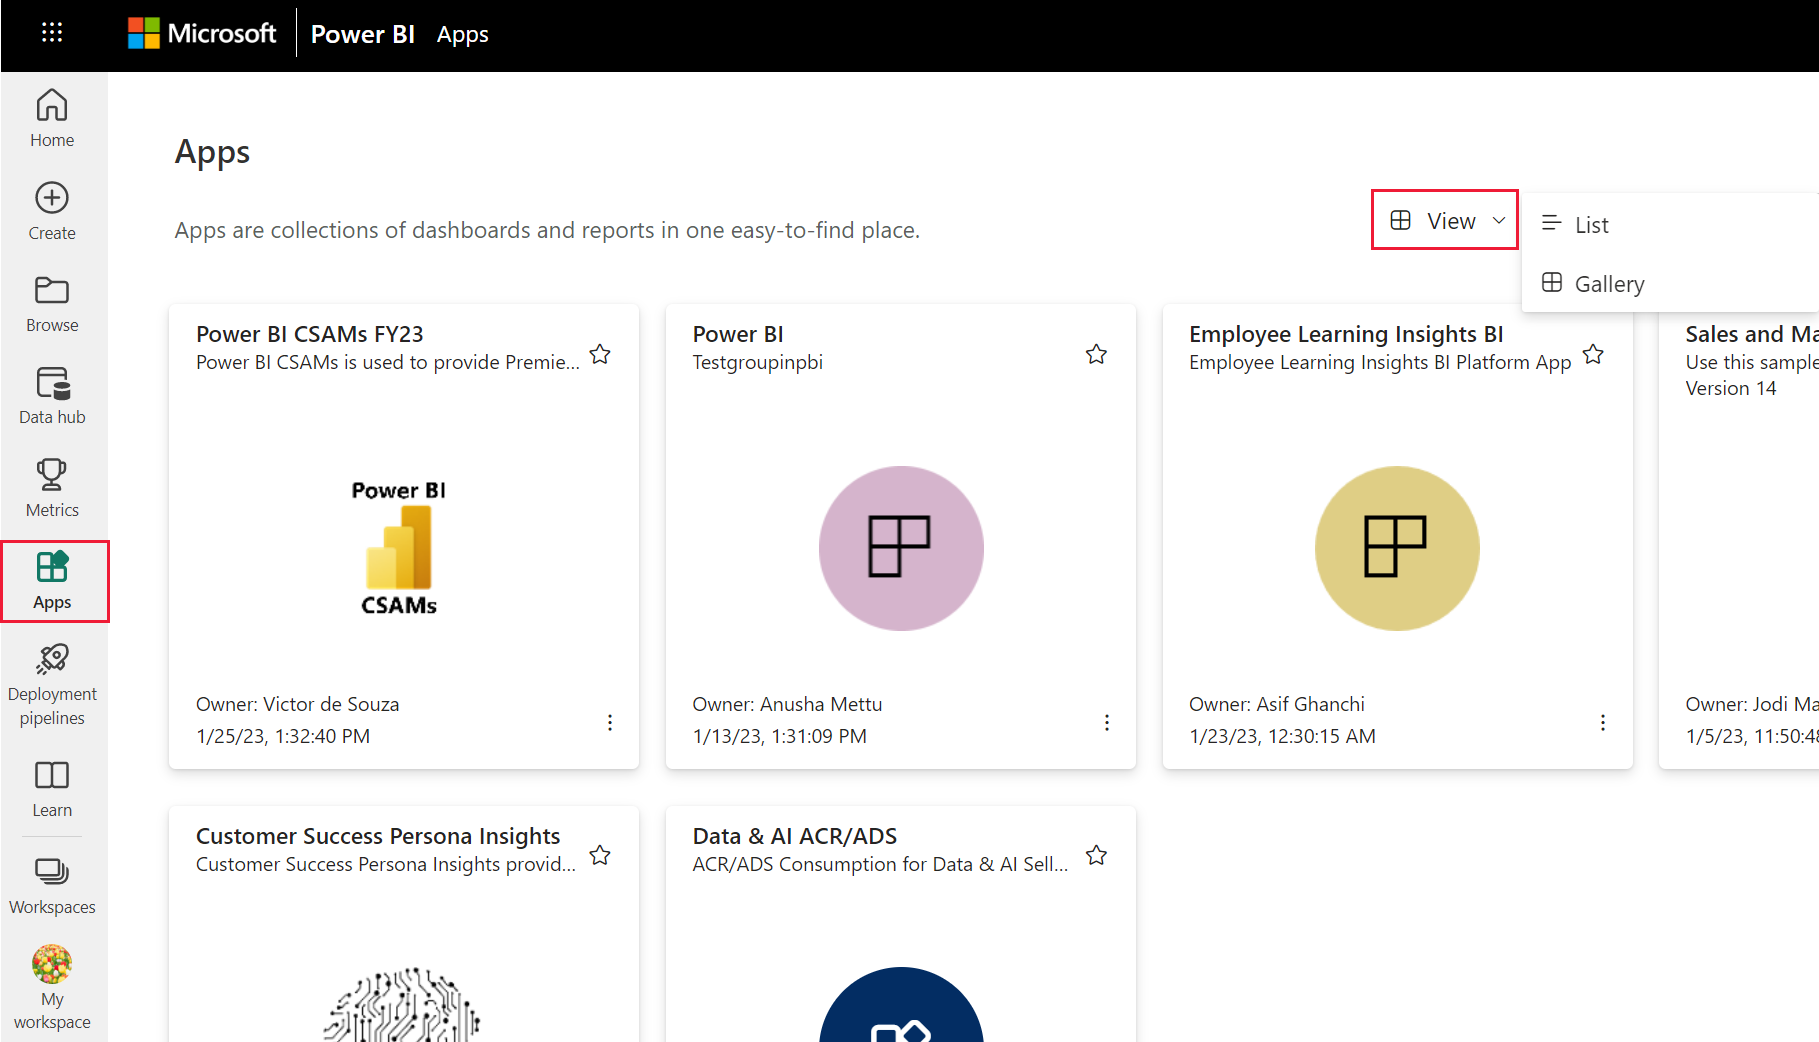 Microsoft
Power BI
Apps
Home
Create
Browse
Data hub
Metrics
Apps
Deployment
pipelines
Learn
Workspaces
My
workspace
Apps
Apps are collections of dashboards and reports in one easy-to-find place.
View
List
Gallery
Power BI CSAMs FY23
Power BI CSAMs is used to provide Premie...
Power BI
CSAMs
Owner: Victor de Souza
1/25/23, 1:32:40 PM
Power BI
Testgroupinpbi
Owner: Anusha Mettu
1/13/23, 1:31:09 PM
Employee Learning Insights BI
Employee Learning Insights BI Platform App
Owner: Asif Ghanchi
1/23/23, 12:30:15 AM
Sales and Ma
Use this sample
Version 14
Owner: Jodi Ma
1/5/23, 11:50:48
Customer Success Persona Insights
Customer Success Persona Insights provid...
Data & AI ACR/ADS
ACR/ADS Consumption for Data & AI Sell...